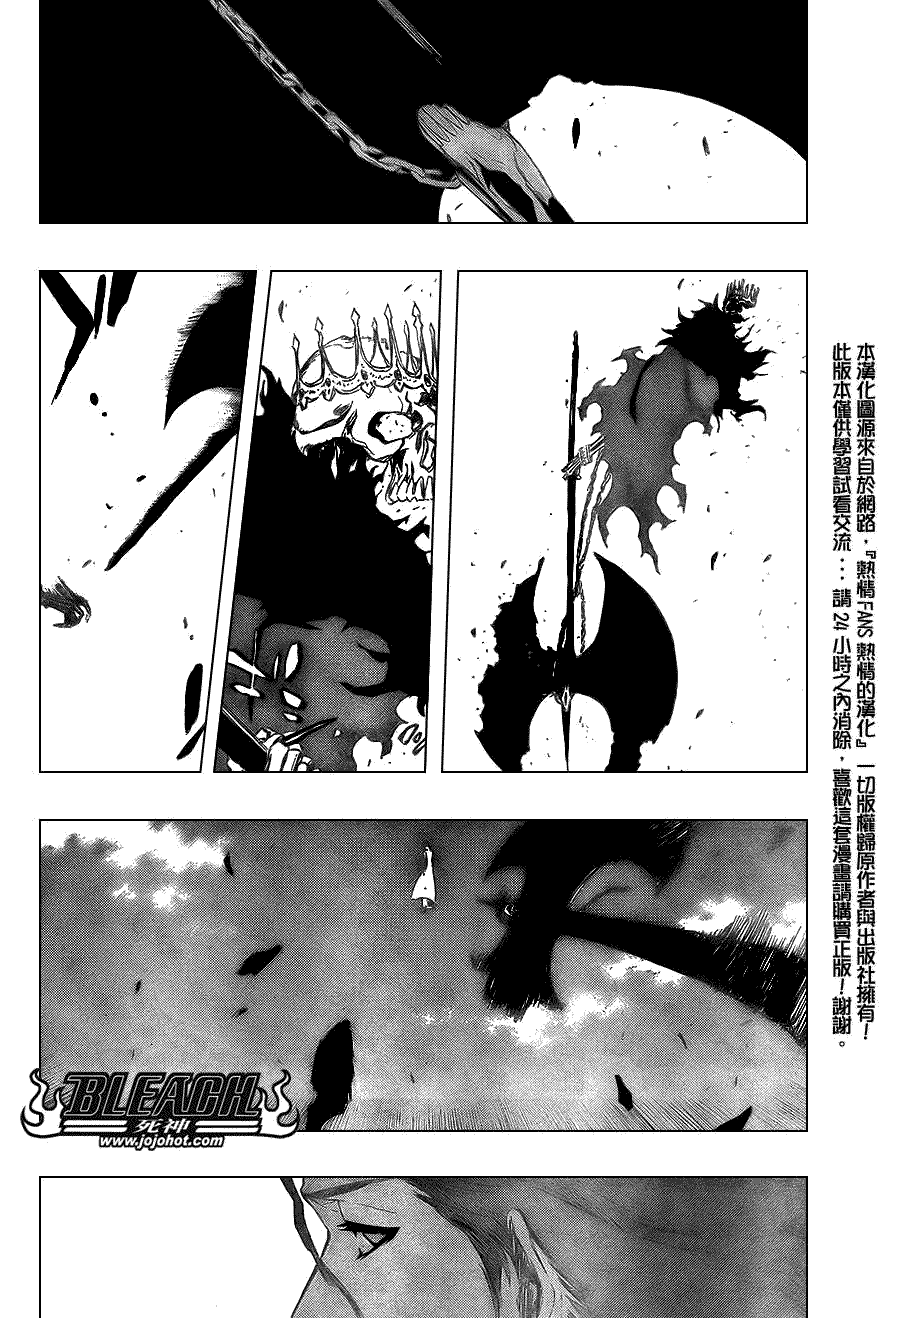 本漢化圖源來自於網路，『熱情FANS熱情的漢化』一切版權歸原作者與出版社擁有！
此版本僅供學習試看交流…請24小時之內消除，喜歡這套漫畫請購買正版！謝謝。
BLEACH
死神
www.jojohot.com